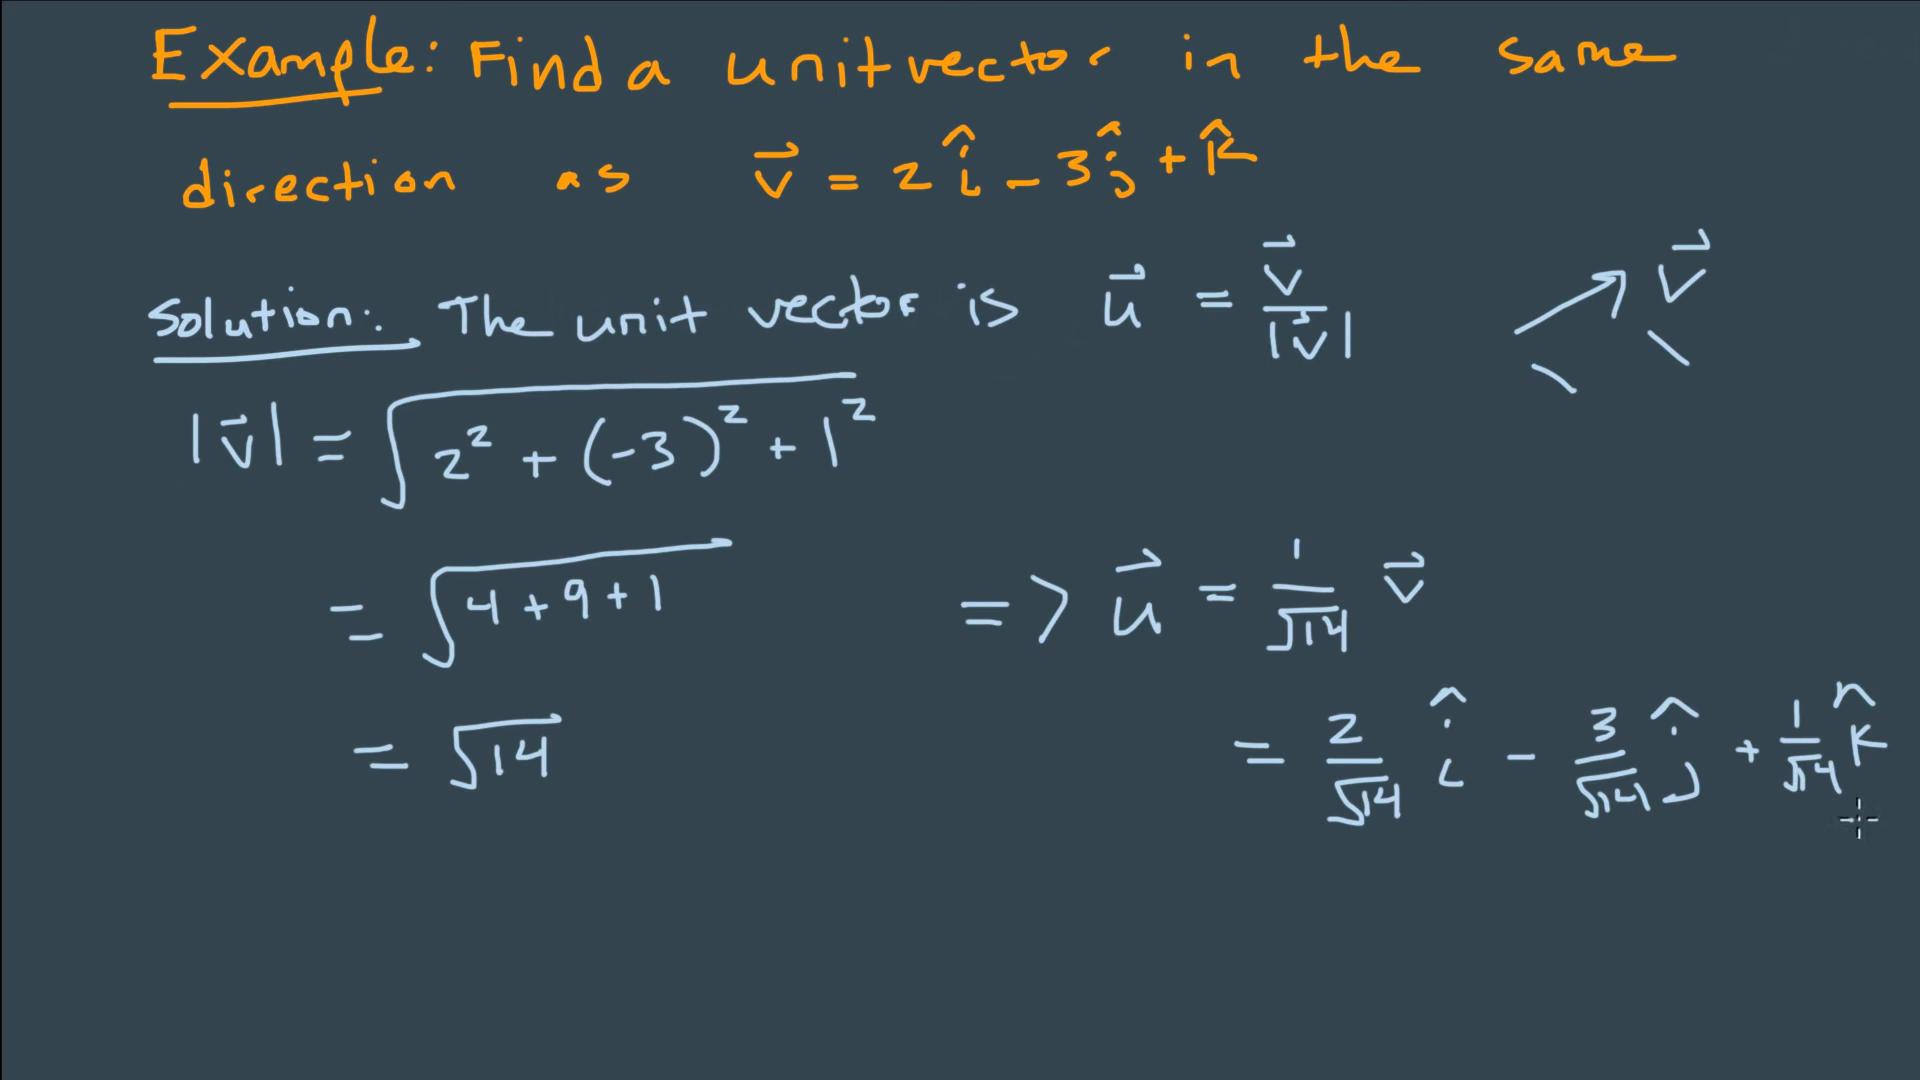 Example: Find a unit vector in the same
direction as v⃗ = 2î − 3ĵ + k̂
Solution: The unit vector is u⃗ = v⃗ / |v⃗|
v⃗
|v⃗| = √(2² + (-3)² + 1²)
= √(4 + 9 + 1)
=> u⃗ = 1/√14 v⃗
= √14
= 2/√14 î − 3/√14 ĵ + 1/√14 k̂